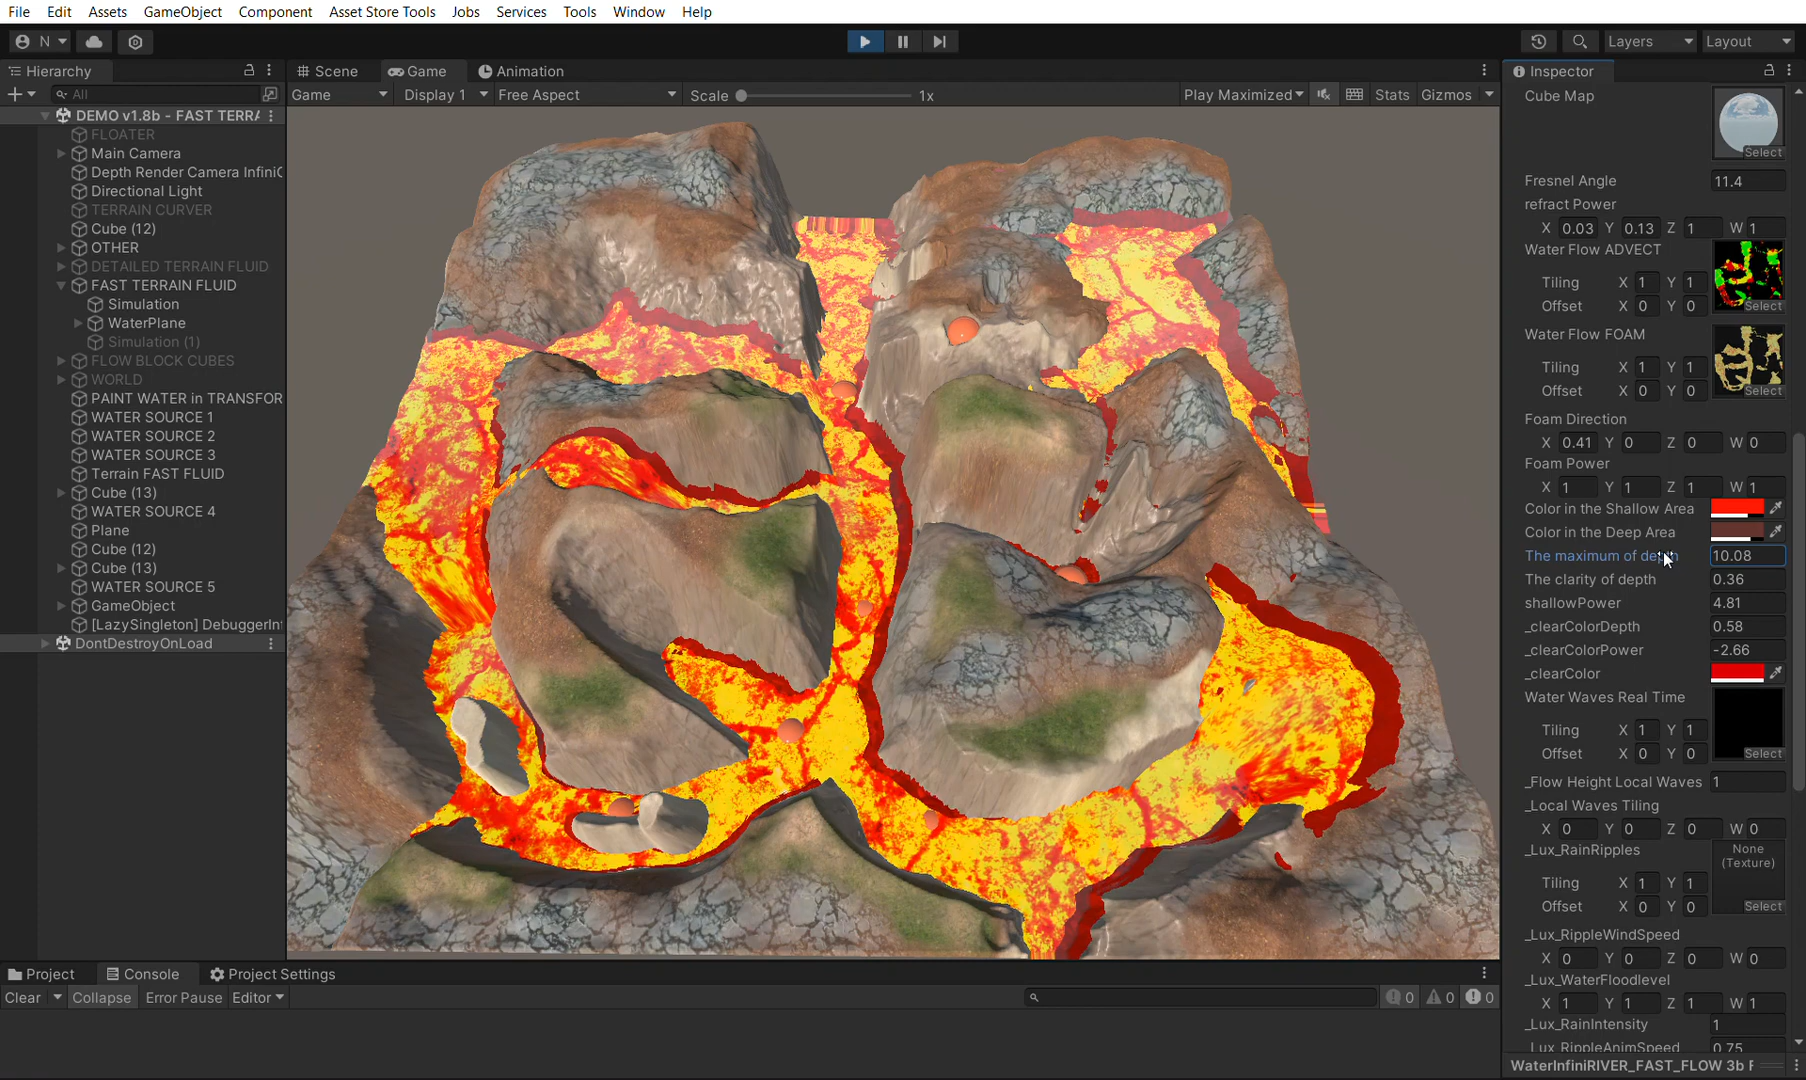 File Edit Assets GameObject Component Asset Store Tools Jobs Services Tools Window Help
N Layers Layout
Hierarchy
Scene Game Animation
Inspector
All
Game Display 1 Free Aspect Scale 1x Play Maximized Stats Gizmos
DEMO v1.8b - FAST TERRA
FLOATER
Main Camera
Depth Render Camera InfiniG
Directional Light
TERRAIN CURVER
Cube (12)
OTHER
DETAILED TERRAIN FLUID
FAST TERRAIN FLUID
Simulation
WaterPlane
Simulation (1)
FLOW BLOCK CUBES
WORLD
PAINT WATER in TRANSFOR
WATER SOURCE 1
WATER SOURCE 2
WATER SOURCE 3
Terrain FAST FLUID
Cube (13)
WATER SOURCE 4
Plane
Cube (12)
Cube (13)
WATER SOURCE 5
GameObject
[LazySingleton] DebuggerInt
DontDestroyOnLoad
Cube Map
Select
Fresnel Angle 11.4
refract Power
X 0.03 Y 0.13 Z 1 W 1
Water Flow ADVECT
Tiling X 1 Y 1
Offset X 0 Y 0 Select
Water Flow FOAM
Tiling X 1 Y 1
Offset X 0 Y 0 Select
Foam Direction
X 0.41 Y 0 Z 0 W 0
Foam Power
X 1 Y 1 Z 1 W 1
Color in the Shallow Area
Color in the Deep Area
The maximum of depth 10.08
The clarity of depth 0.36
shallowPower 4.81
_clearColorDepth 0.58
_clearColorPower -2.66
_clearColor
Water Waves Real Time
Tiling X 1 Y 1
Offset X 0 Y 0 Select
_Flow Height Local Waves 1
_Local Waves Tiling
X 0 Y 0 Z 0 W 0
_Lux_RainRipples None
(Texture)
Tiling X 1 Y 1
Offset X 0 Y 0 Select
_Lux_RippleWindSpeed
X 0 Y 0 Z 0 W 0
_Lux_WaterFloodlevel
X 1 Y 1 Z 1 W 1
_Lux_RainIntensity 1
_Lux_RippleAnimSpeed 0.75
WaterInfiniRIVER_FAST_FLOW 3b F
Project Console Project Settings
Clear Collapse Error Pause Editor 0 0 0